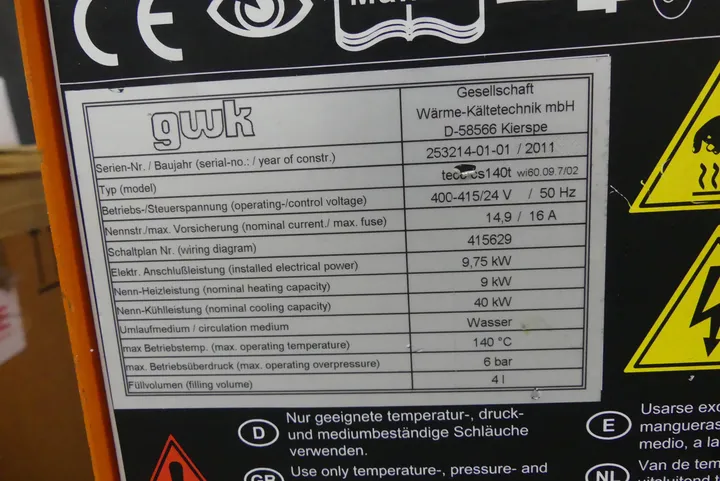 CE
gwk
Gesellschaft
Wärme-Kältetechnik mbH
D-58566 Kierspe
Serien-Nr. / Baujahr (serial-no.: / year of constr.) 253214-01-01 / 2011
Typ (model) cs140t wi60.09.7/02
Betriebs-/Steuerspannung (operating-/control voltage) 400-415/24 V / 50 Hz
Nennstr./max. Vorsicherung (nominal current./ max. fuse) 14,9 / 16 A
Schaltplan Nr. (wiring diagram) 415629
Elektr. Anschlußleistung (installed electrical power) 9,75 kW
Nenn-Heizleistung (nominal heating capacity) 9 kW
Nenn-Kühlleistung (nominal cooling capacity) 40 kW
Umlaufmedium / circulation medium Wasser
max Betriebstemp. (max. operating temperature) 140 °C
max. Betriebsüberdruck (max. operating overpressure) 6 bar
Füllvolumen (filling volume) 4 l
D Nur geeignete temperatur-, druck-
und mediumbeständige Schläuche
verwenden.
GB Use only temperature-, pressure- and
E Usarse
mangueras
medio, a
NL Van de